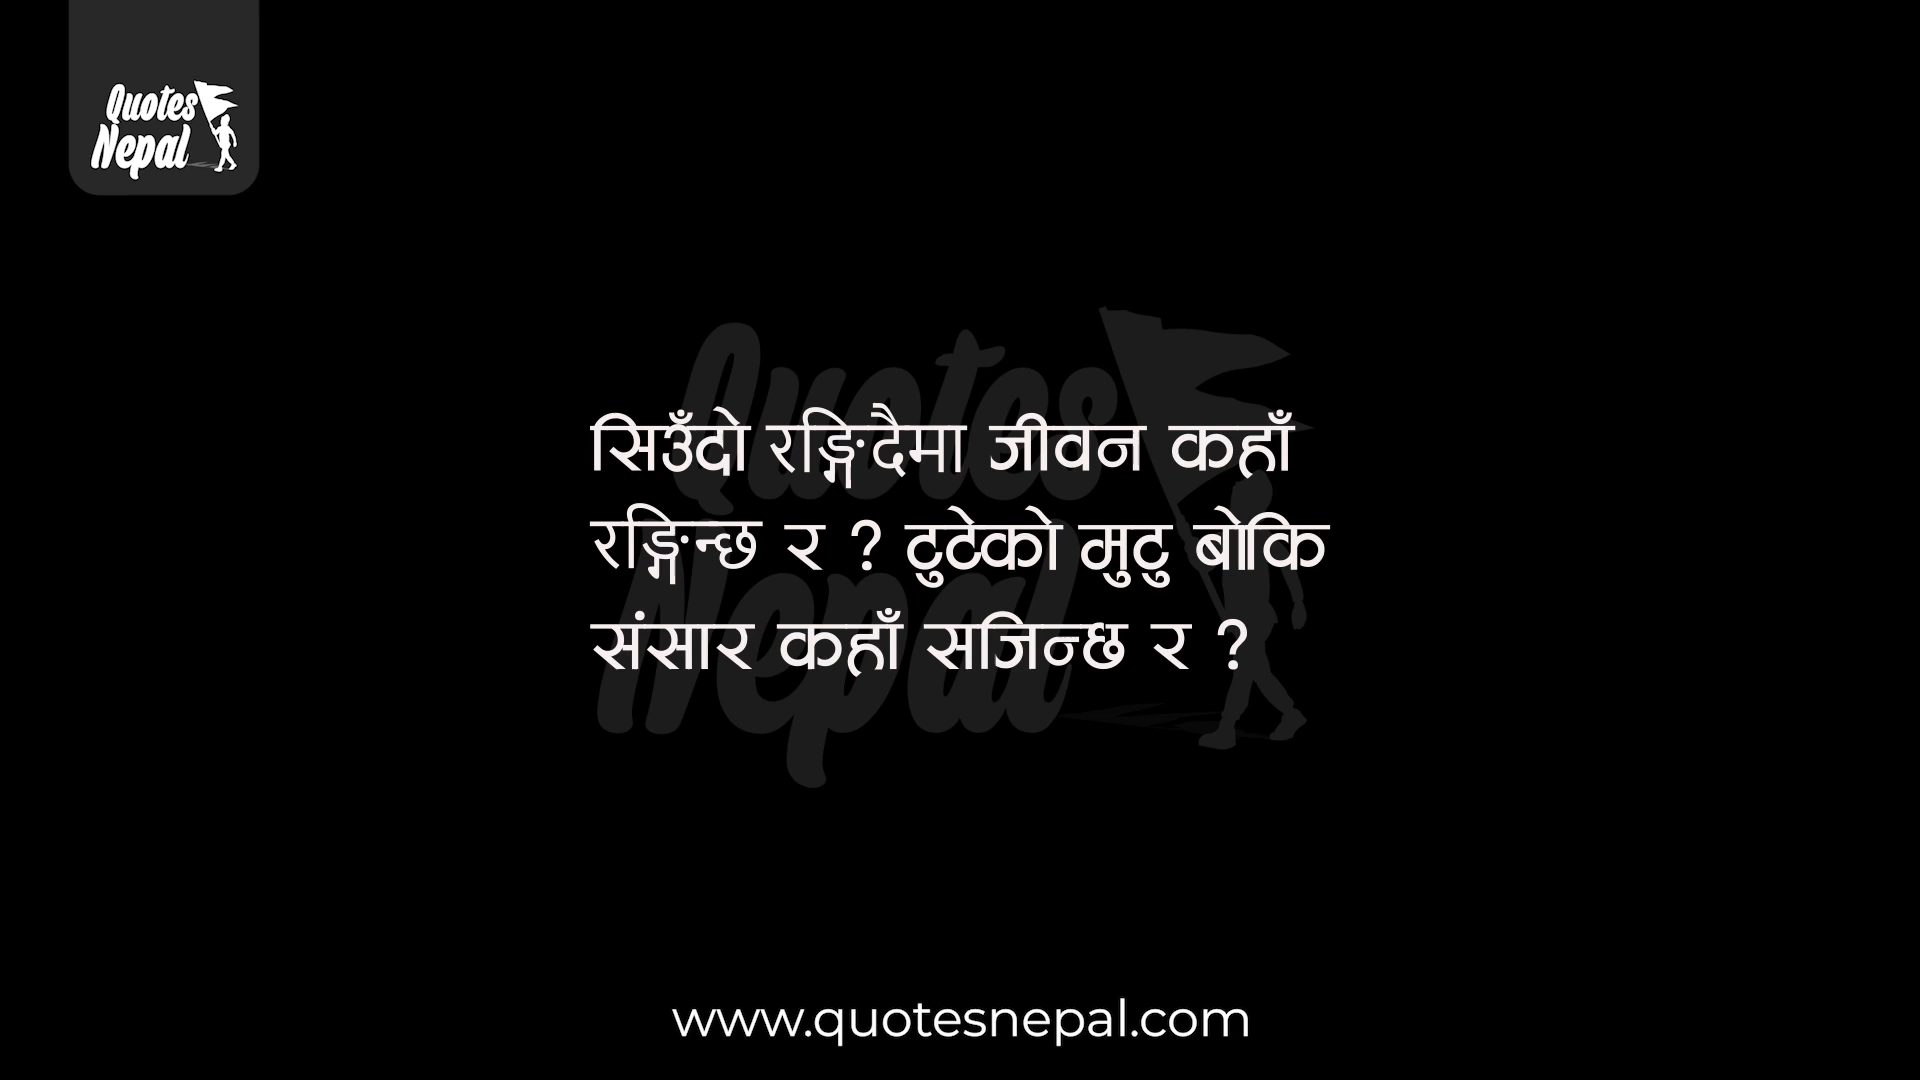 Quotes
Nepal
सिउँदो रङ्गिदैमा जीवन कहाँ
रङ्गिन्छ र ? टुटेको मुटु बोकि
संसार कहाँ सजिन्छ र ?
www.quotesnepal.com